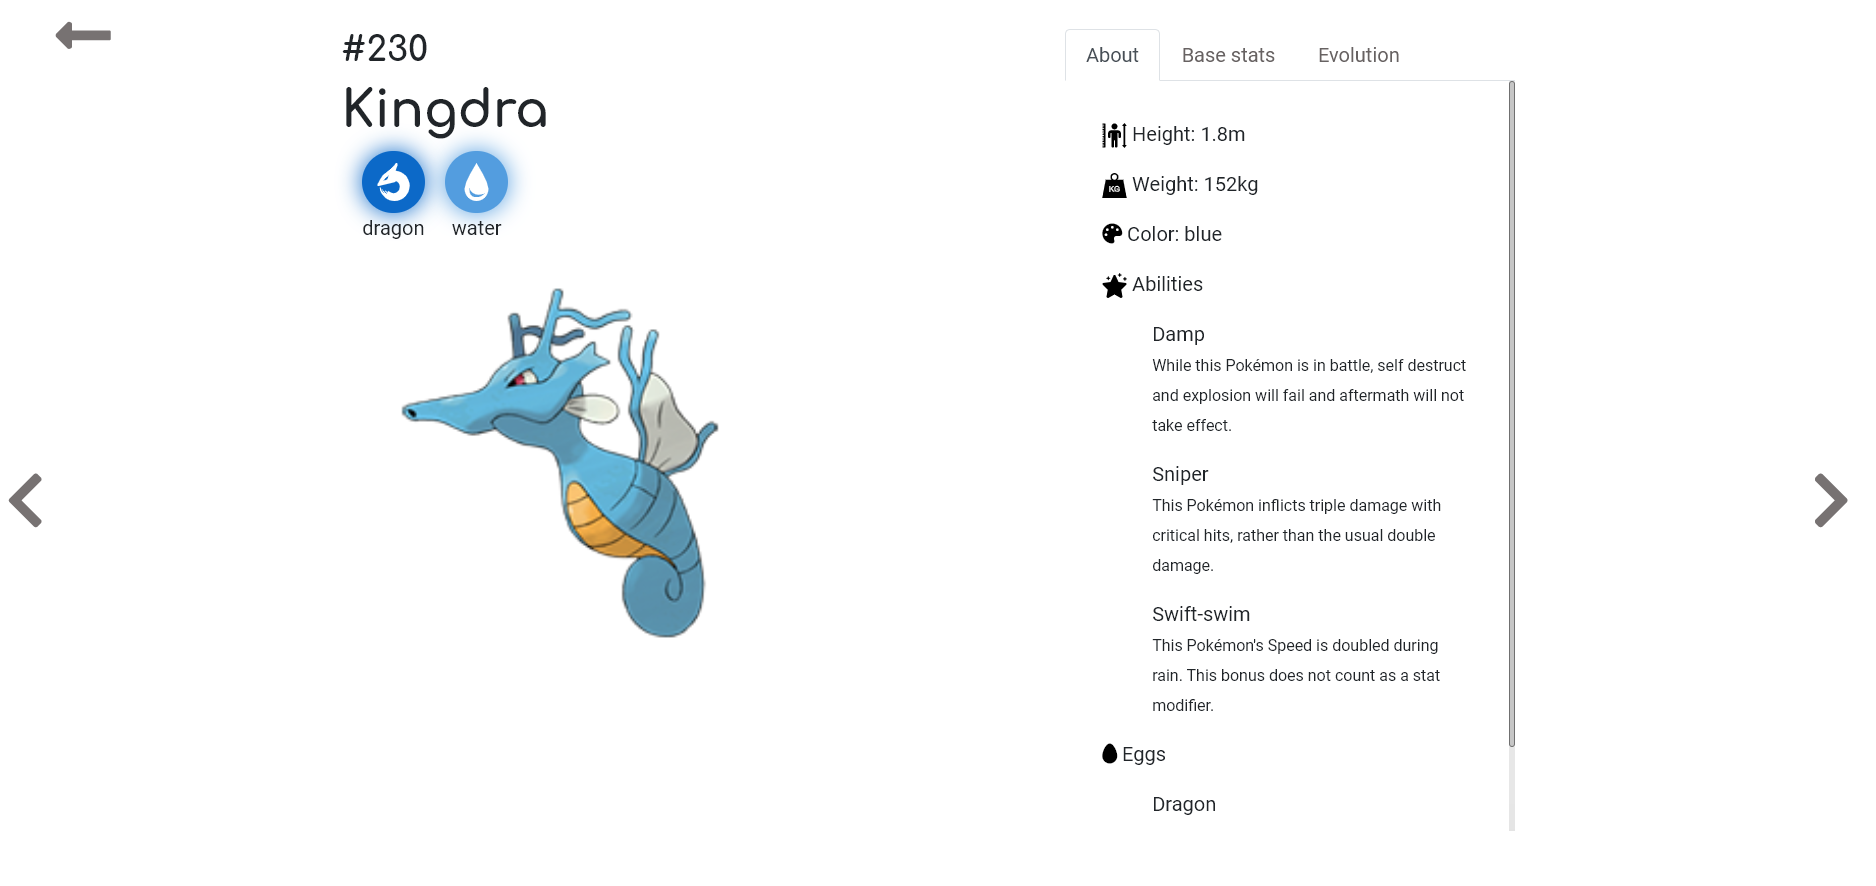 #230
Kingdra
dragon
water
About
Base stats
Evolution
Height: 1.8m
KG
Weight: 152kg
Color: blue
Abilities
Damp
While this Pokémon is in battle, self destruct
and explosion will fail and aftermath will not
take effect.
Sniper
This Pokémon inflicts triple damage with
critical hits, rather than the usual double
damage.
Swift-swim
This Pokémon's Speed is doubled during
rain. This bonus does not count as a stat
modifier.
Eggs
Dragon